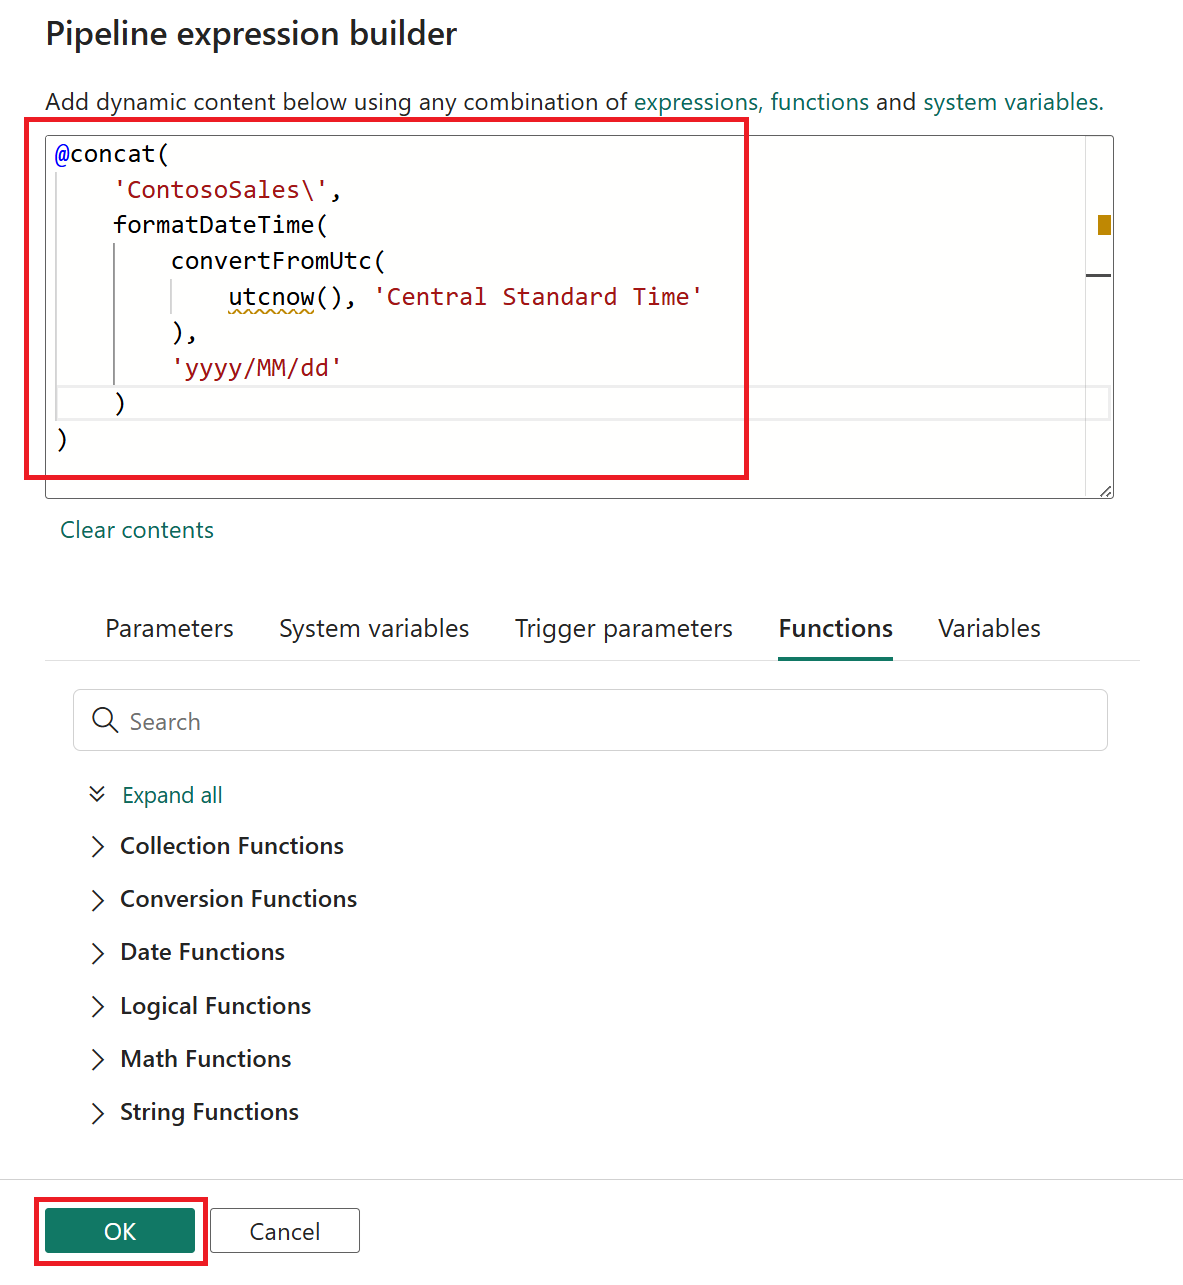 Pipeline expression builder
Add dynamic content below using any combination of expressions, functions and system variables.
@concat(
    'ContosoSales\',
    formatDateTime(
        convertFromUtc(
            utcnow(), 'Central Standard Time'
        ),
        'yyyy/MM/dd'
    )
)
Clear contents
Parameters System variables Trigger parameters Functions Variables
Search
Expand all
Collection Functions
Conversion Functions
Date Functions
Logical Functions
Math Functions
String Functions
OK Cancel